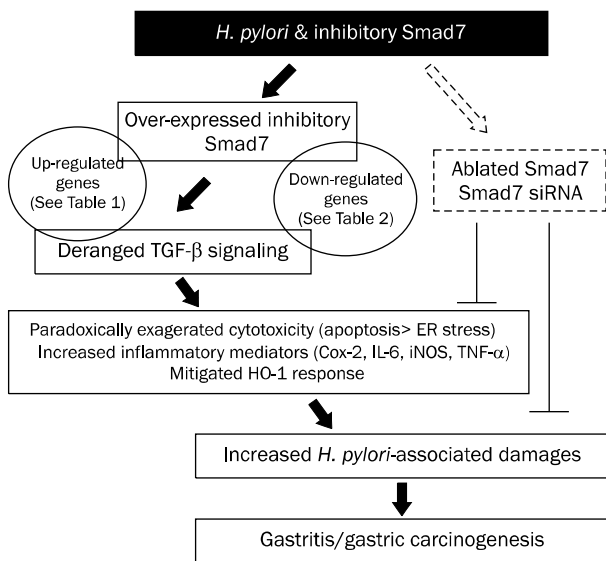 H. pylori & inhibitory Smad7
Over-expressed inhibitory
Smad7
Up-regulated
genes
(See Table 1)
Down-regulated
genes
(See Table 2)
Ablated Smad7
Smad7 siRNA
Deranged TGF-β signaling
Paradoxically exagerated cytotoxicity (apoptosis> ER stress)
Increased inflammatory mediators (Cox-2, IL-6, iNOS, TNF-α)
Mitigated HO-1 response
Increased H. pylori-associated damages
Gastritis/gastric carcinogenesis